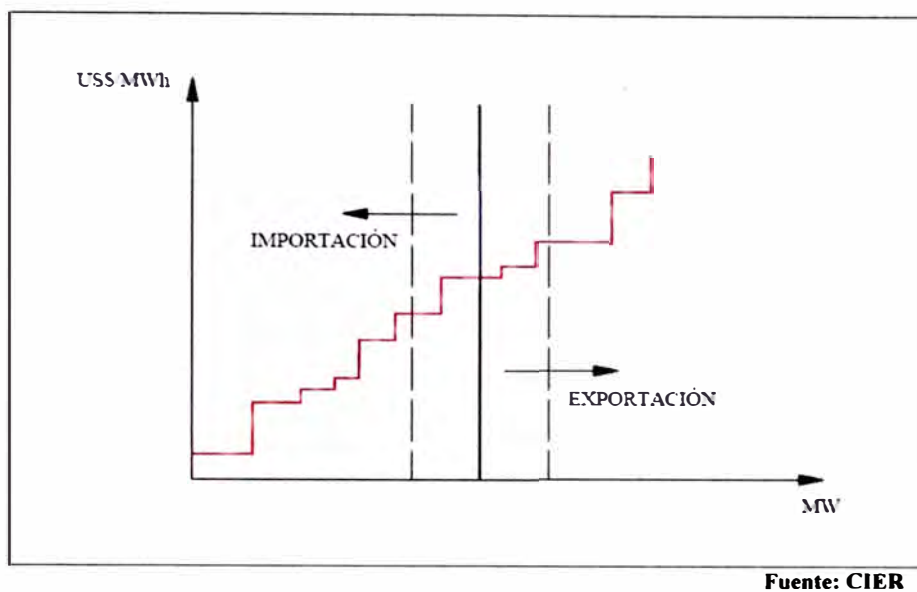 US$/MWh
IMPORTACIÓN
EXPORTACIÓN
MW
Fuente: CIER